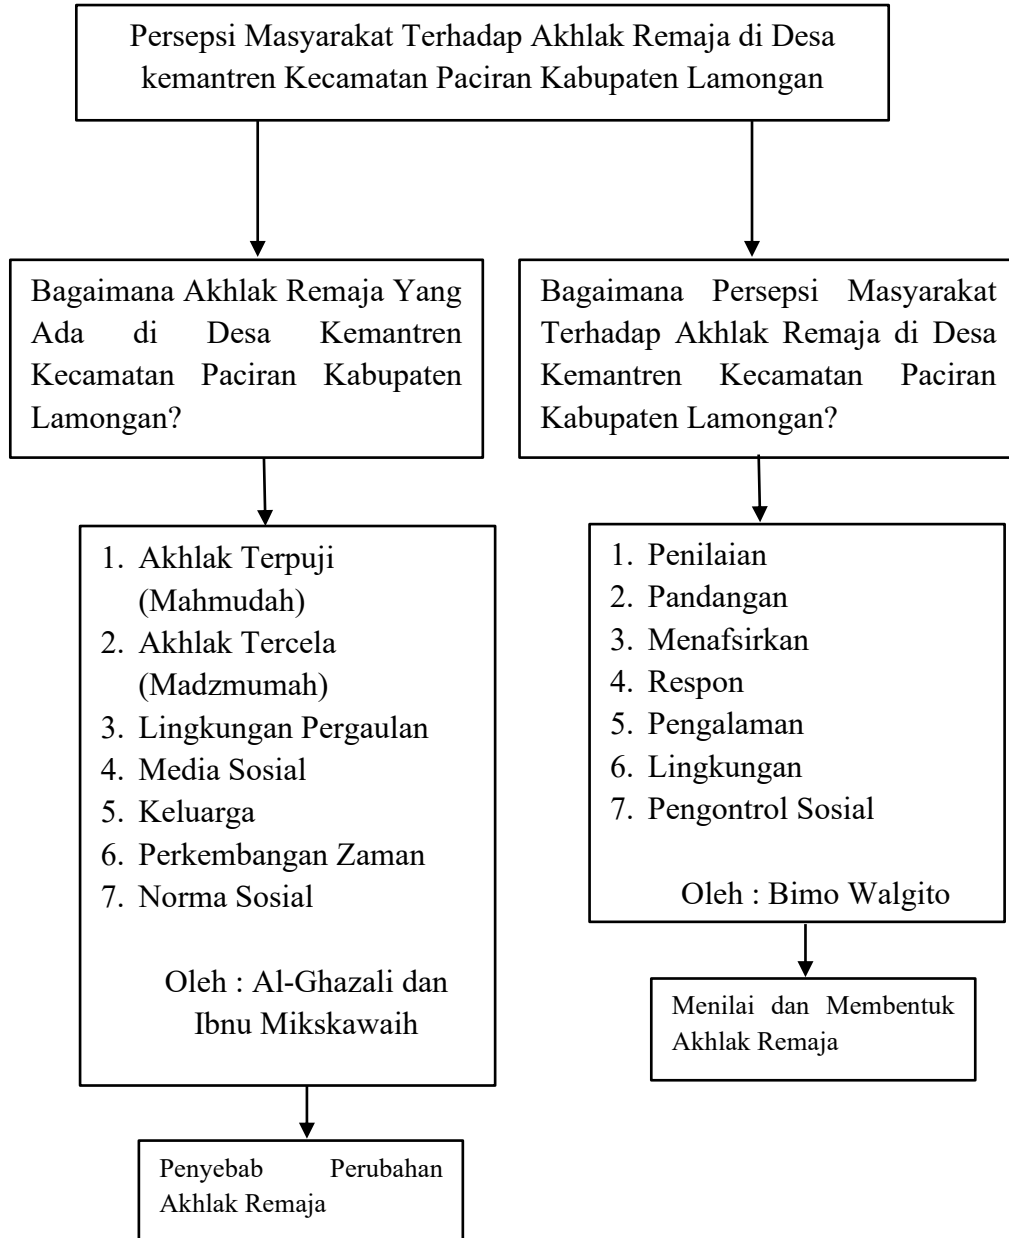 Persepsi Masyarakat Terhadap Akhlak Remaja di Desa
kemantren Kecamatan Paciran Kabupaten Lamongan
Bagaimana Akhlak Remaja Yang
Ada di Desa Kemantren
Kecamatan Paciran Kabupaten
Lamongan?
Bagaimana Persepsi Masyarakat
Terhadap Akhlak Remaja di Desa
Kemantren Kecamatan Paciran
Kabupaten Lamongan?
1. Akhlak Terpuji
(Mahmudah)
2. Akhlak Tercela
(Madzmumah)
3. Lingkungan Pergaulan
4. Media Sosial
5. Keluarga
6. Perkembangan Zaman
7. Norma Sosial
Oleh : Al-Ghazali dan
Ibnu Mikskawaih
1. Penilaian
2. Pandangan
3. Menafsirkan
4. Respon
5. Pengalaman
6. Lingkungan
7. Pengontrol Sosial
Oleh : Bimo Walgito
Menilai dan Membentuk
Akhlak Remaja
Penyebab Perubahan
Akhlak Remaja